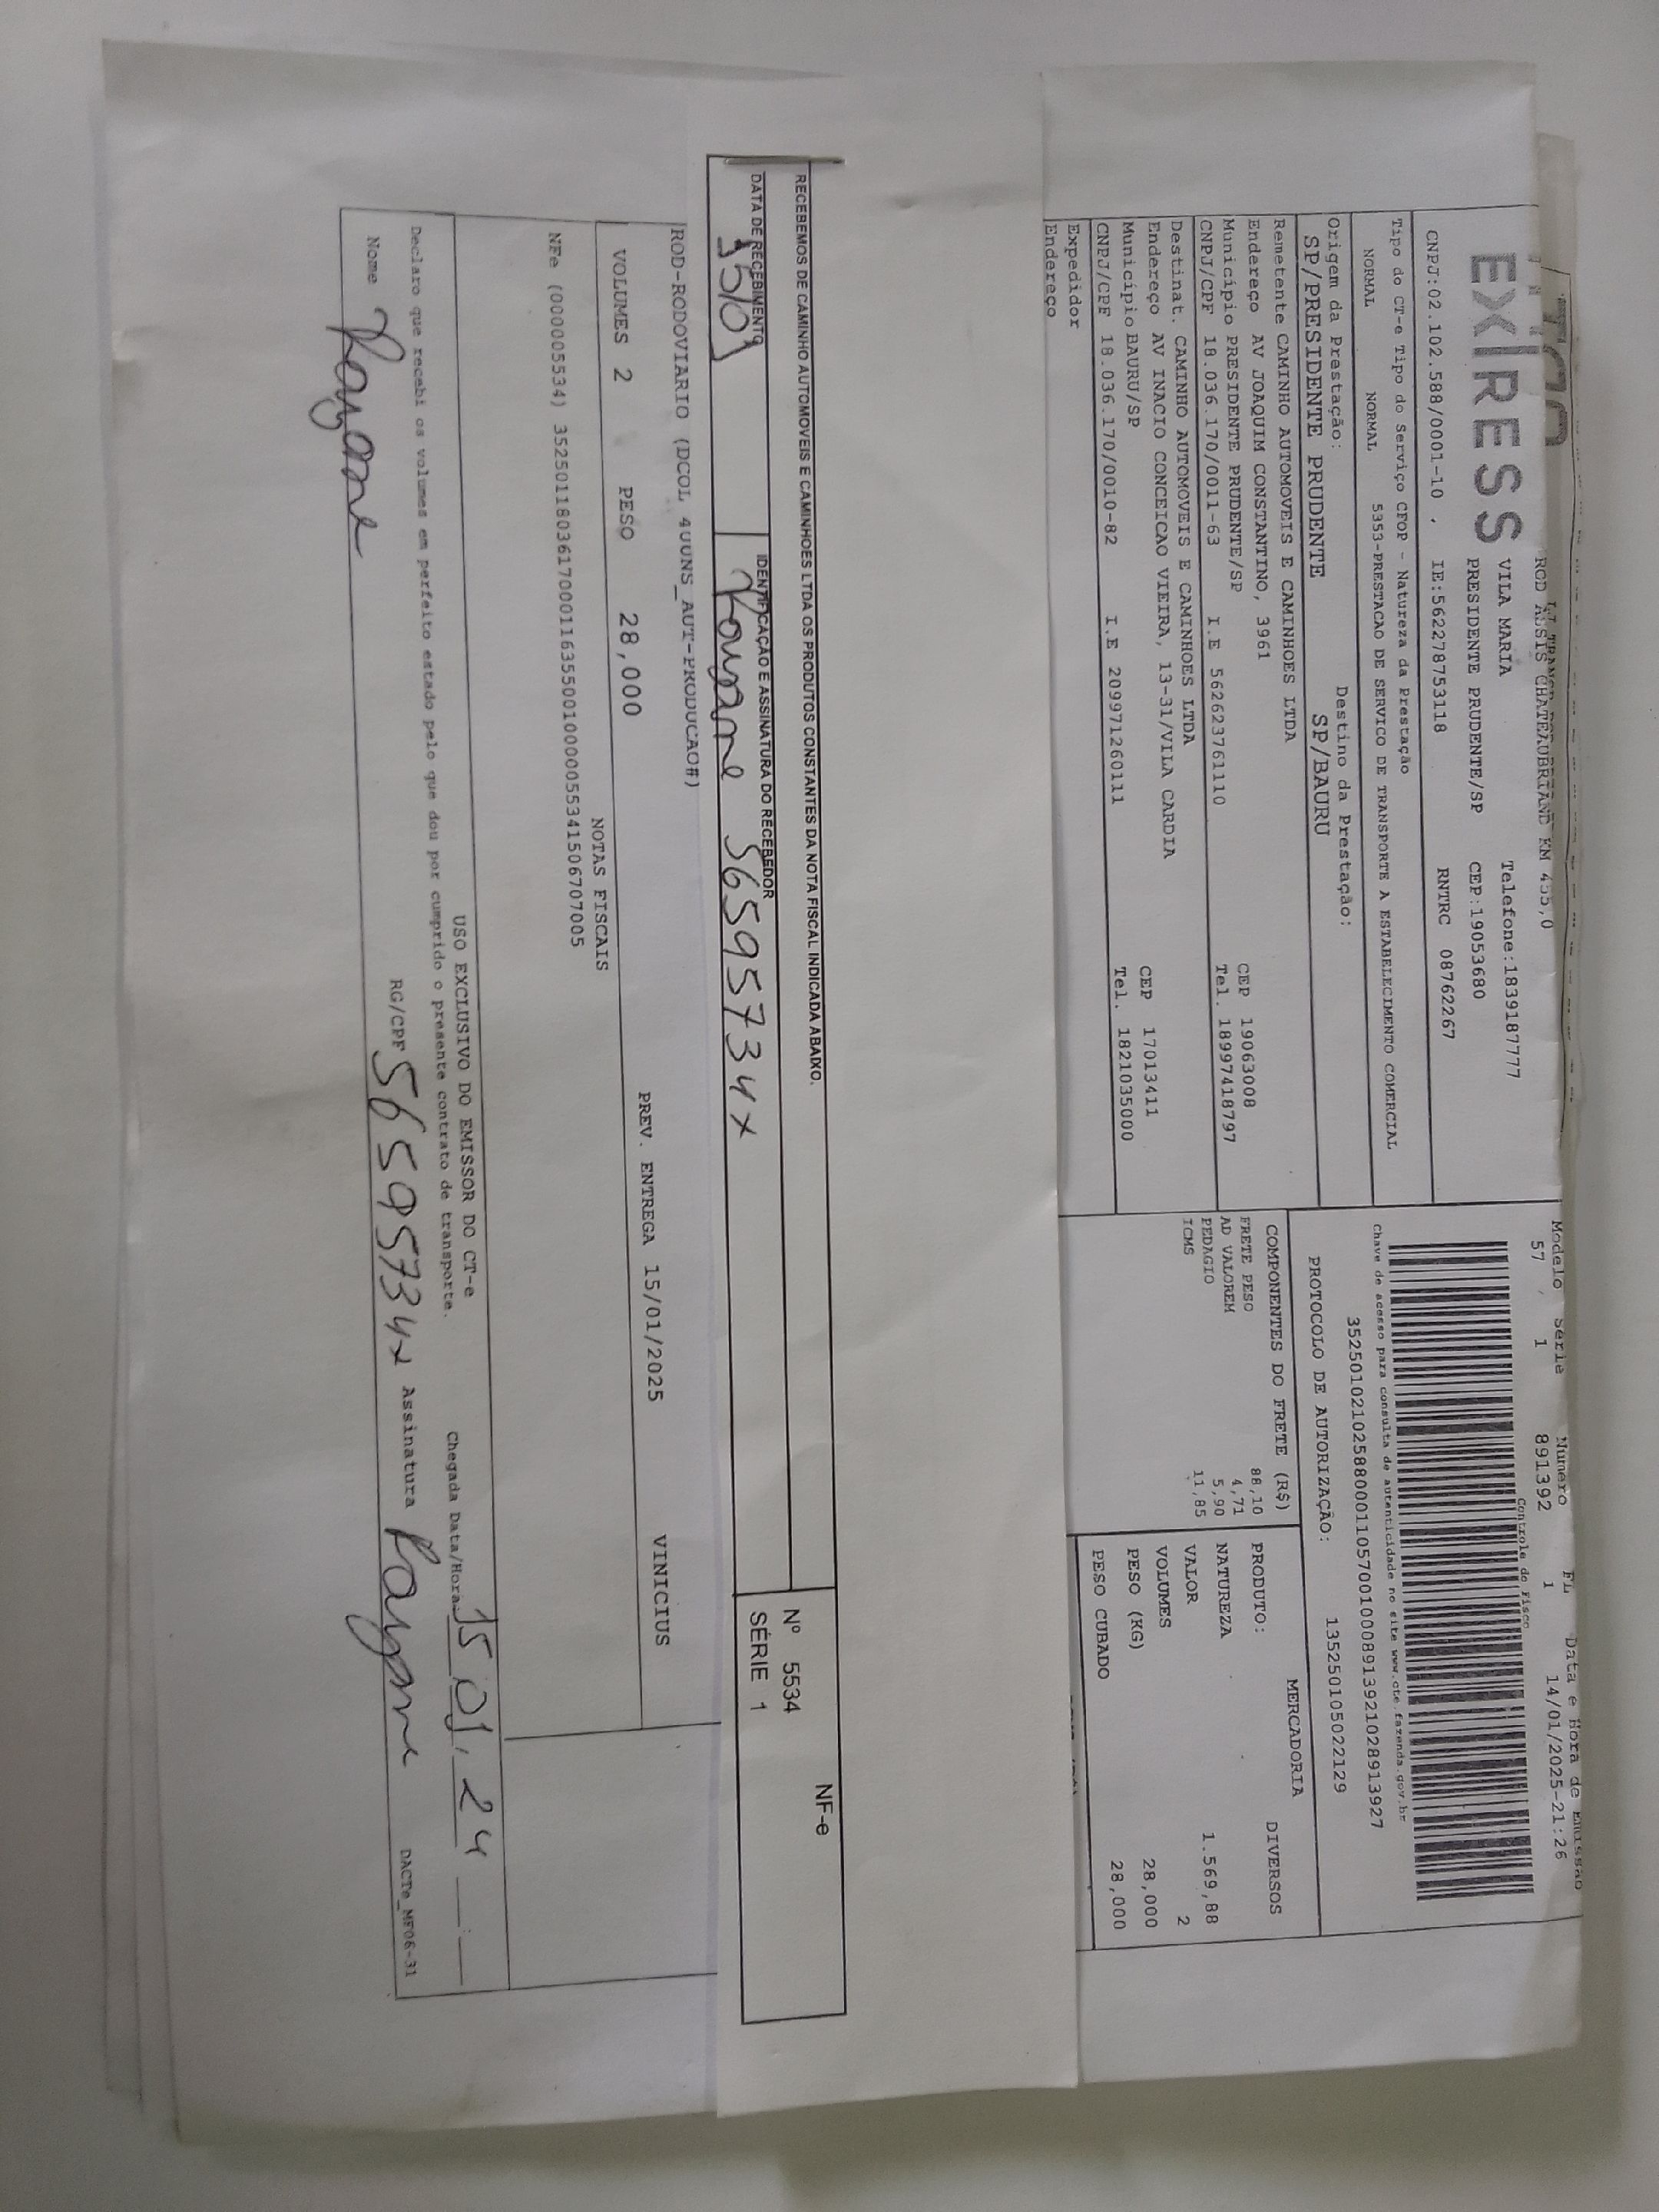 EX|RESS
ROD ASSIS CHATEAUBRIAND KM 455,0
VILA MARIA Telefone:1839187777
PRESIDENTE PRUDENTE/SP CEP:19053680
CNPJ:02.102.588/0001-10 , IE:562278753118 RNTRC 08762267
Tipo do CT-e Tipo do Serviço CFOP - Natureza da Prestação
NORMAL NORMAL 5353-PRESTACAO DE SERVICO DE TRANSPORTE A ESTABELECIMENTO COMERCIAL
Origem da Prestação: Destino da Prestação:
SP/PRESIDENTE PRUDENTE SP/BAURU
Remetente CAMINHO AUTOMOVEIS E CAMINHOES LTDA
Endereço AV JOAQUIM CONSTANTINO, 3961 CEP 19063008
Município PRESIDENTE PRUDENTE/SP Tel. 18997418797
CNPJ/CPF 18.036.170/0011-63 I.E 562623761110
Destinat. CAMINHO AUTOMOVEIS E CAMINHOES LTDA
Endereço AV INACIO CONCEICAO VIEIRA, 13-31/VILA CARDIA CEP 17013411
Município BAURU/SP Tel. 1821035000
CNPJ/CPF 18.036.170/0010-82 I.E 209971260111
Expedidor
Endereço
Modelo Série Número FL Data e Hora de Emissão
57 1 891392 1 14/01/2025-21:26
Controle do Fisco
Chave de acesso para consulta de autenticidade no site www.cte.fazenda.gov.br
35250102102588000110570010008913921028913927
PROTOCOLO DE AUTORIZAÇÃO: 135250105022129
COMPONENTES DO FRETE (R$)
FRETE PESO 88,10
AD VALOREM 4,71
PEDAGIO 5,90
ICMS 11,85
MERCADORIA
PRODUTO: DIVERSOS
NATUREZA
VALOR 1.569,88
VOLUMES 2
PESO (KG) 28,000
PESO CUBADO 28,000
RECEBEMOS DE CAMINHO AUTOMOVEIS E CAMINHOES LTDA OS PRODUTOS CONSTANTES DA NOTA FISCAL INDICADA ABAIXO.
DATA DE RECEBIMENTO IDENTIFICAÇÃO E ASSINATURA DO RECEBEDOR
15/01 Rayane 56595734x
NF-e
Nº 5534
SÉRIE 1
ROD-RODOVIARIO (DCOL 400NS_AUT-PRODUCAO#)
VOLUMES 2 PESO 28,000 PREV. ENTREGA 15/01/2025 VINICIUS
NOTAS FISCAIS
NFe (000005534) 35250118036170001163550010000055341506707005
USO EXCLUSIVO DO EMISSOR DO CT-e
Declaro que recebi os volumes em perfeito estado pelo que dou por cumprido o presente contrato de transporte. Chegada Data/Hora: 15.01.24
Nome Rayane RG/CPF 56595734x Assinatura Rayane
DACTe_MF06-31